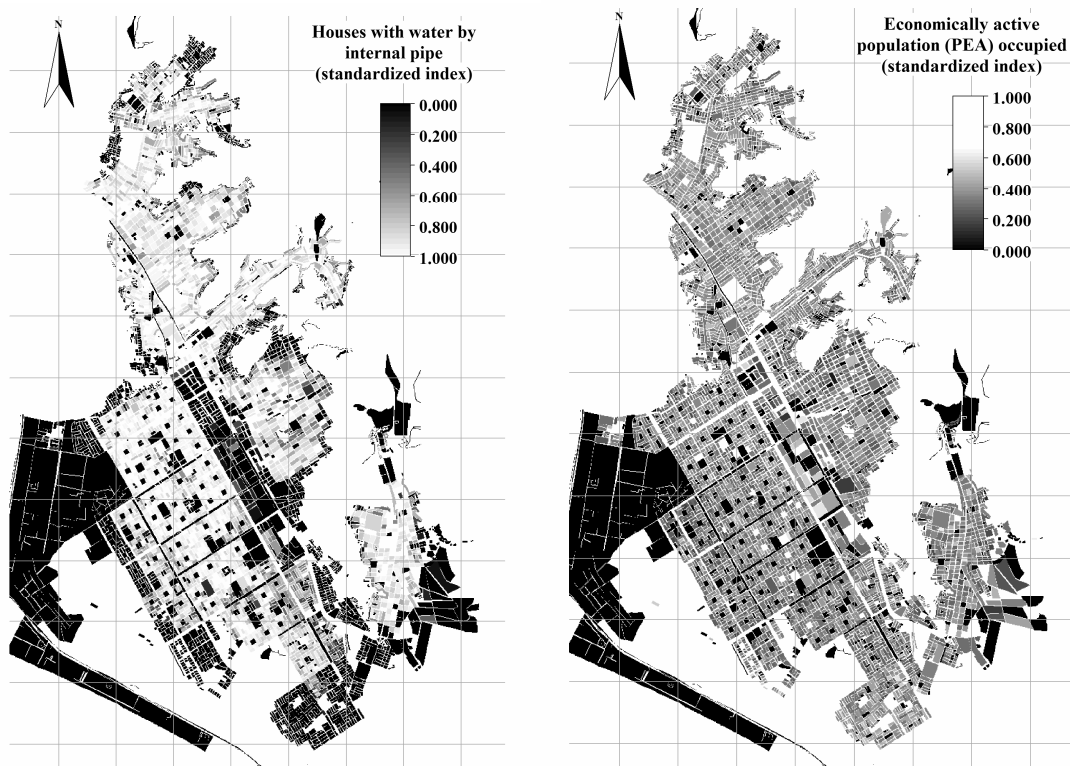 N
Houses with water by
internal pipe
(standardized index)
0.000
0.200
0.400
0.600
0.800
1.000
N
Economically active
population (PEA) occupied
(standardized index)
1.000
0.800
0.600
0.400
0.200
0.000